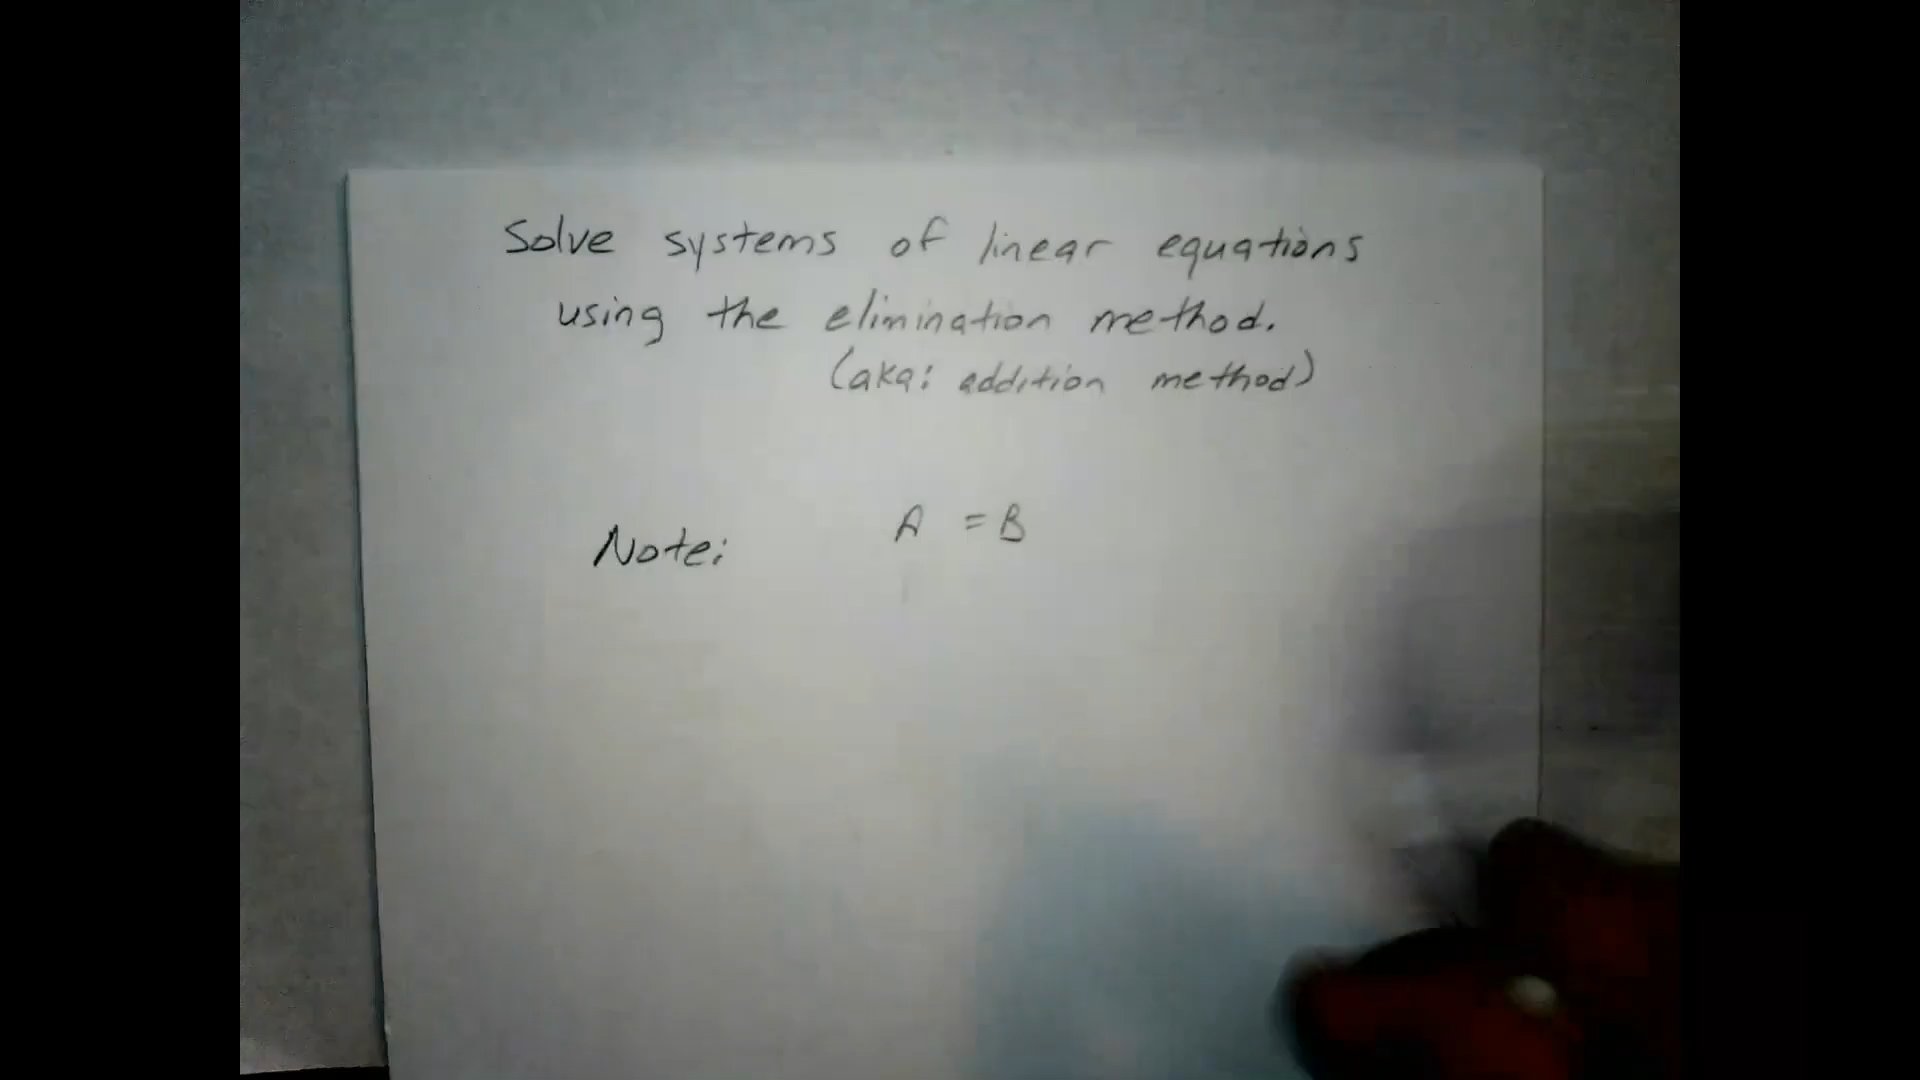 Solve systems of linear equations
using the elimination method.
(aka: addition method)
Note: A = B